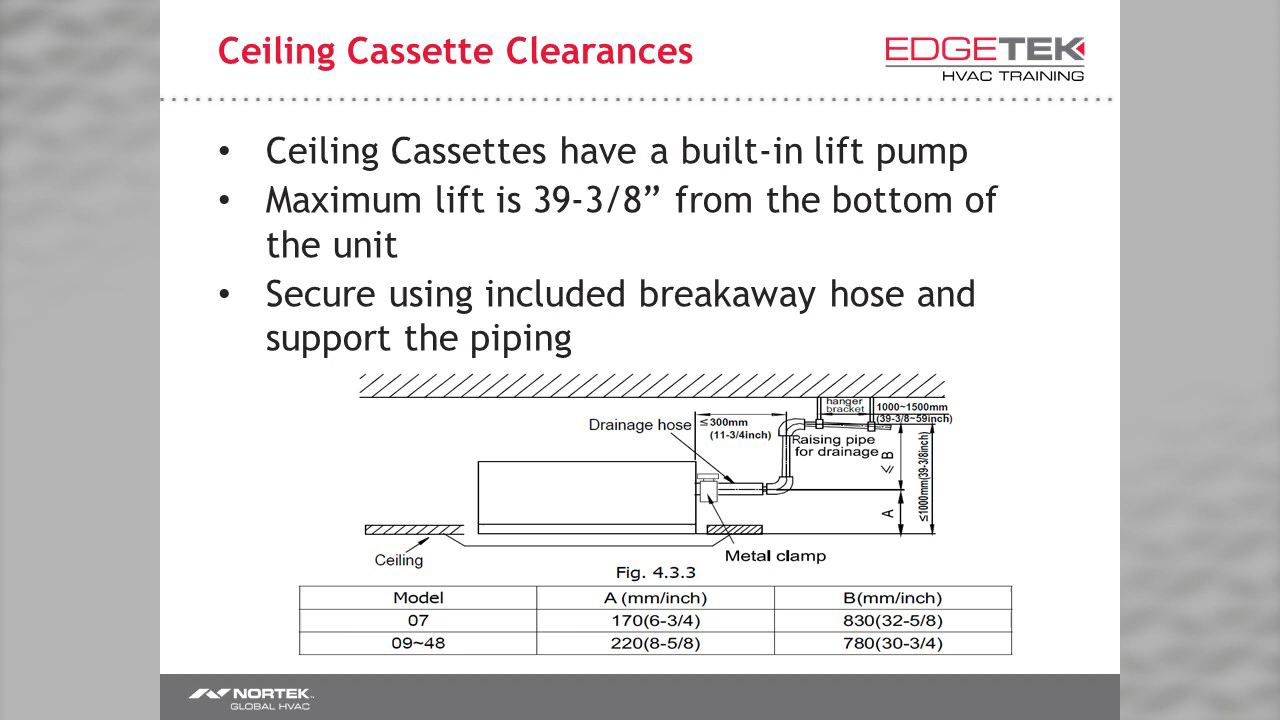 Ceiling Cassette Clearances
EDGETEK
HVAC TRAINING
• Ceiling Cassettes have a built-in lift pump
• Maximum lift is 39-3/8” from the bottom of
the unit
• Secure using included breakaway hose and
support the piping
hanger
bracket
1000~1500mm
(39-3/8~59inch)
Drainage hose
≤300mm
(11-3/4inch)
Raising pipe
for drainage
≤ B
≤1000mm(39-3/8inch)
A
Ceiling
Metal clamp
Fig. 4.3.3
Model A (mm/inch) B(mm/inch)
07 170(6-3/4) 830(32-5/8)
09~48 220(8-5/8) 780(30-3/4)
NORTEK
GLOBAL HVAC